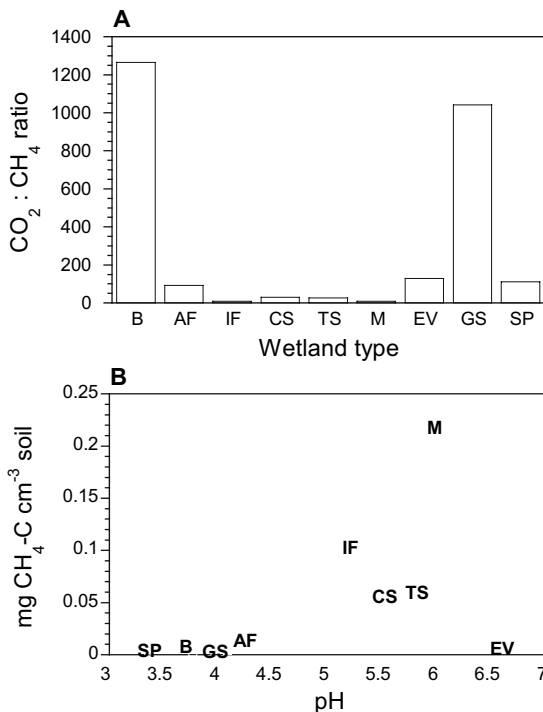 A
1400
1200
1000
800
600
400
200
0
CO₂ : CH₄ ratio
B AF IF CS TS M EV GS SP
Wetland type
B
0.25
0.2
0.15
0.1
0.05
0
mg CH₄-C cm⁻³ soil
M
IF
CS TS
SP B GS AF EV
3 3.5 4 4.5 5 5.5 6 6.5 7
pH